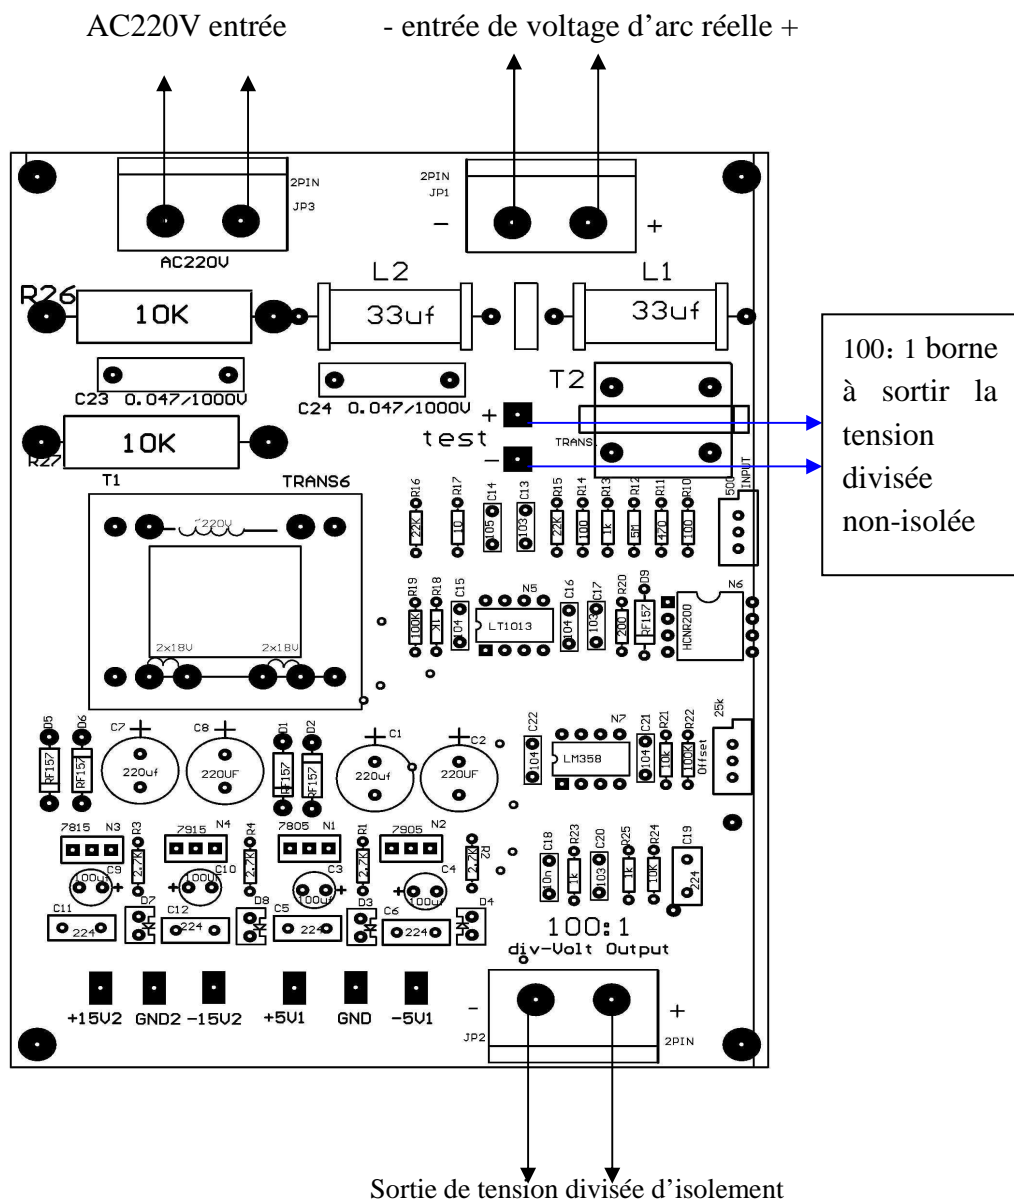 AC220V entrée
- entrée de voltage d’arc réelle +
2PIN
JP3
AC220V
2PIN
JP1
-
+
R26
10K
L2
33uf
L1
33uf
C23 0.047/1000V
C24 0.047/1000V
T2
TRANS
+
test
-
100: 1 borne
à sortir la
tension
divisée
non-isolée
R27
10K
T1
TRANS6
220V
2x18V
2x18V
R16
22K
R17
10
C14
105
C13
103
R15
22K
R14
100
R13
1k
R12
5M
R11
470
R10
100
500
INPUT
R19
100K
R18
1K
C15
104
N5
LT1013
C16
104
C17
103
R20
200
D9
RF157
N6
HCNR200
D5
RF157
D6
RF157
C7
220uf
C8
220UF
D1
RF157
D2
RF157
C1
220uf
C2
220UF
C22
104
N7
LM358
C21
104
R21
10k
R22
100K
Offset
25k
7815
N3
R3
2.7K
7915
N4
R4
2.7K
7805
N1
R1
2.7K
7905
N2
R2
2.7K
C9
100uf
C10
100UF
C3
100uf
C4
100uf
C11
224
D7
C12
224
D8
C5
224
D3
C6
224
D4
C18
10n
R23
1k
C20
103
R25
1k
R24
10K
C19
224
100:1
div-Volt Output
+15V2
GND2
-15V2
+5V1
GND
-5V1
-
+
JP2
2PIN
Sortie de tension divisée d’isolement